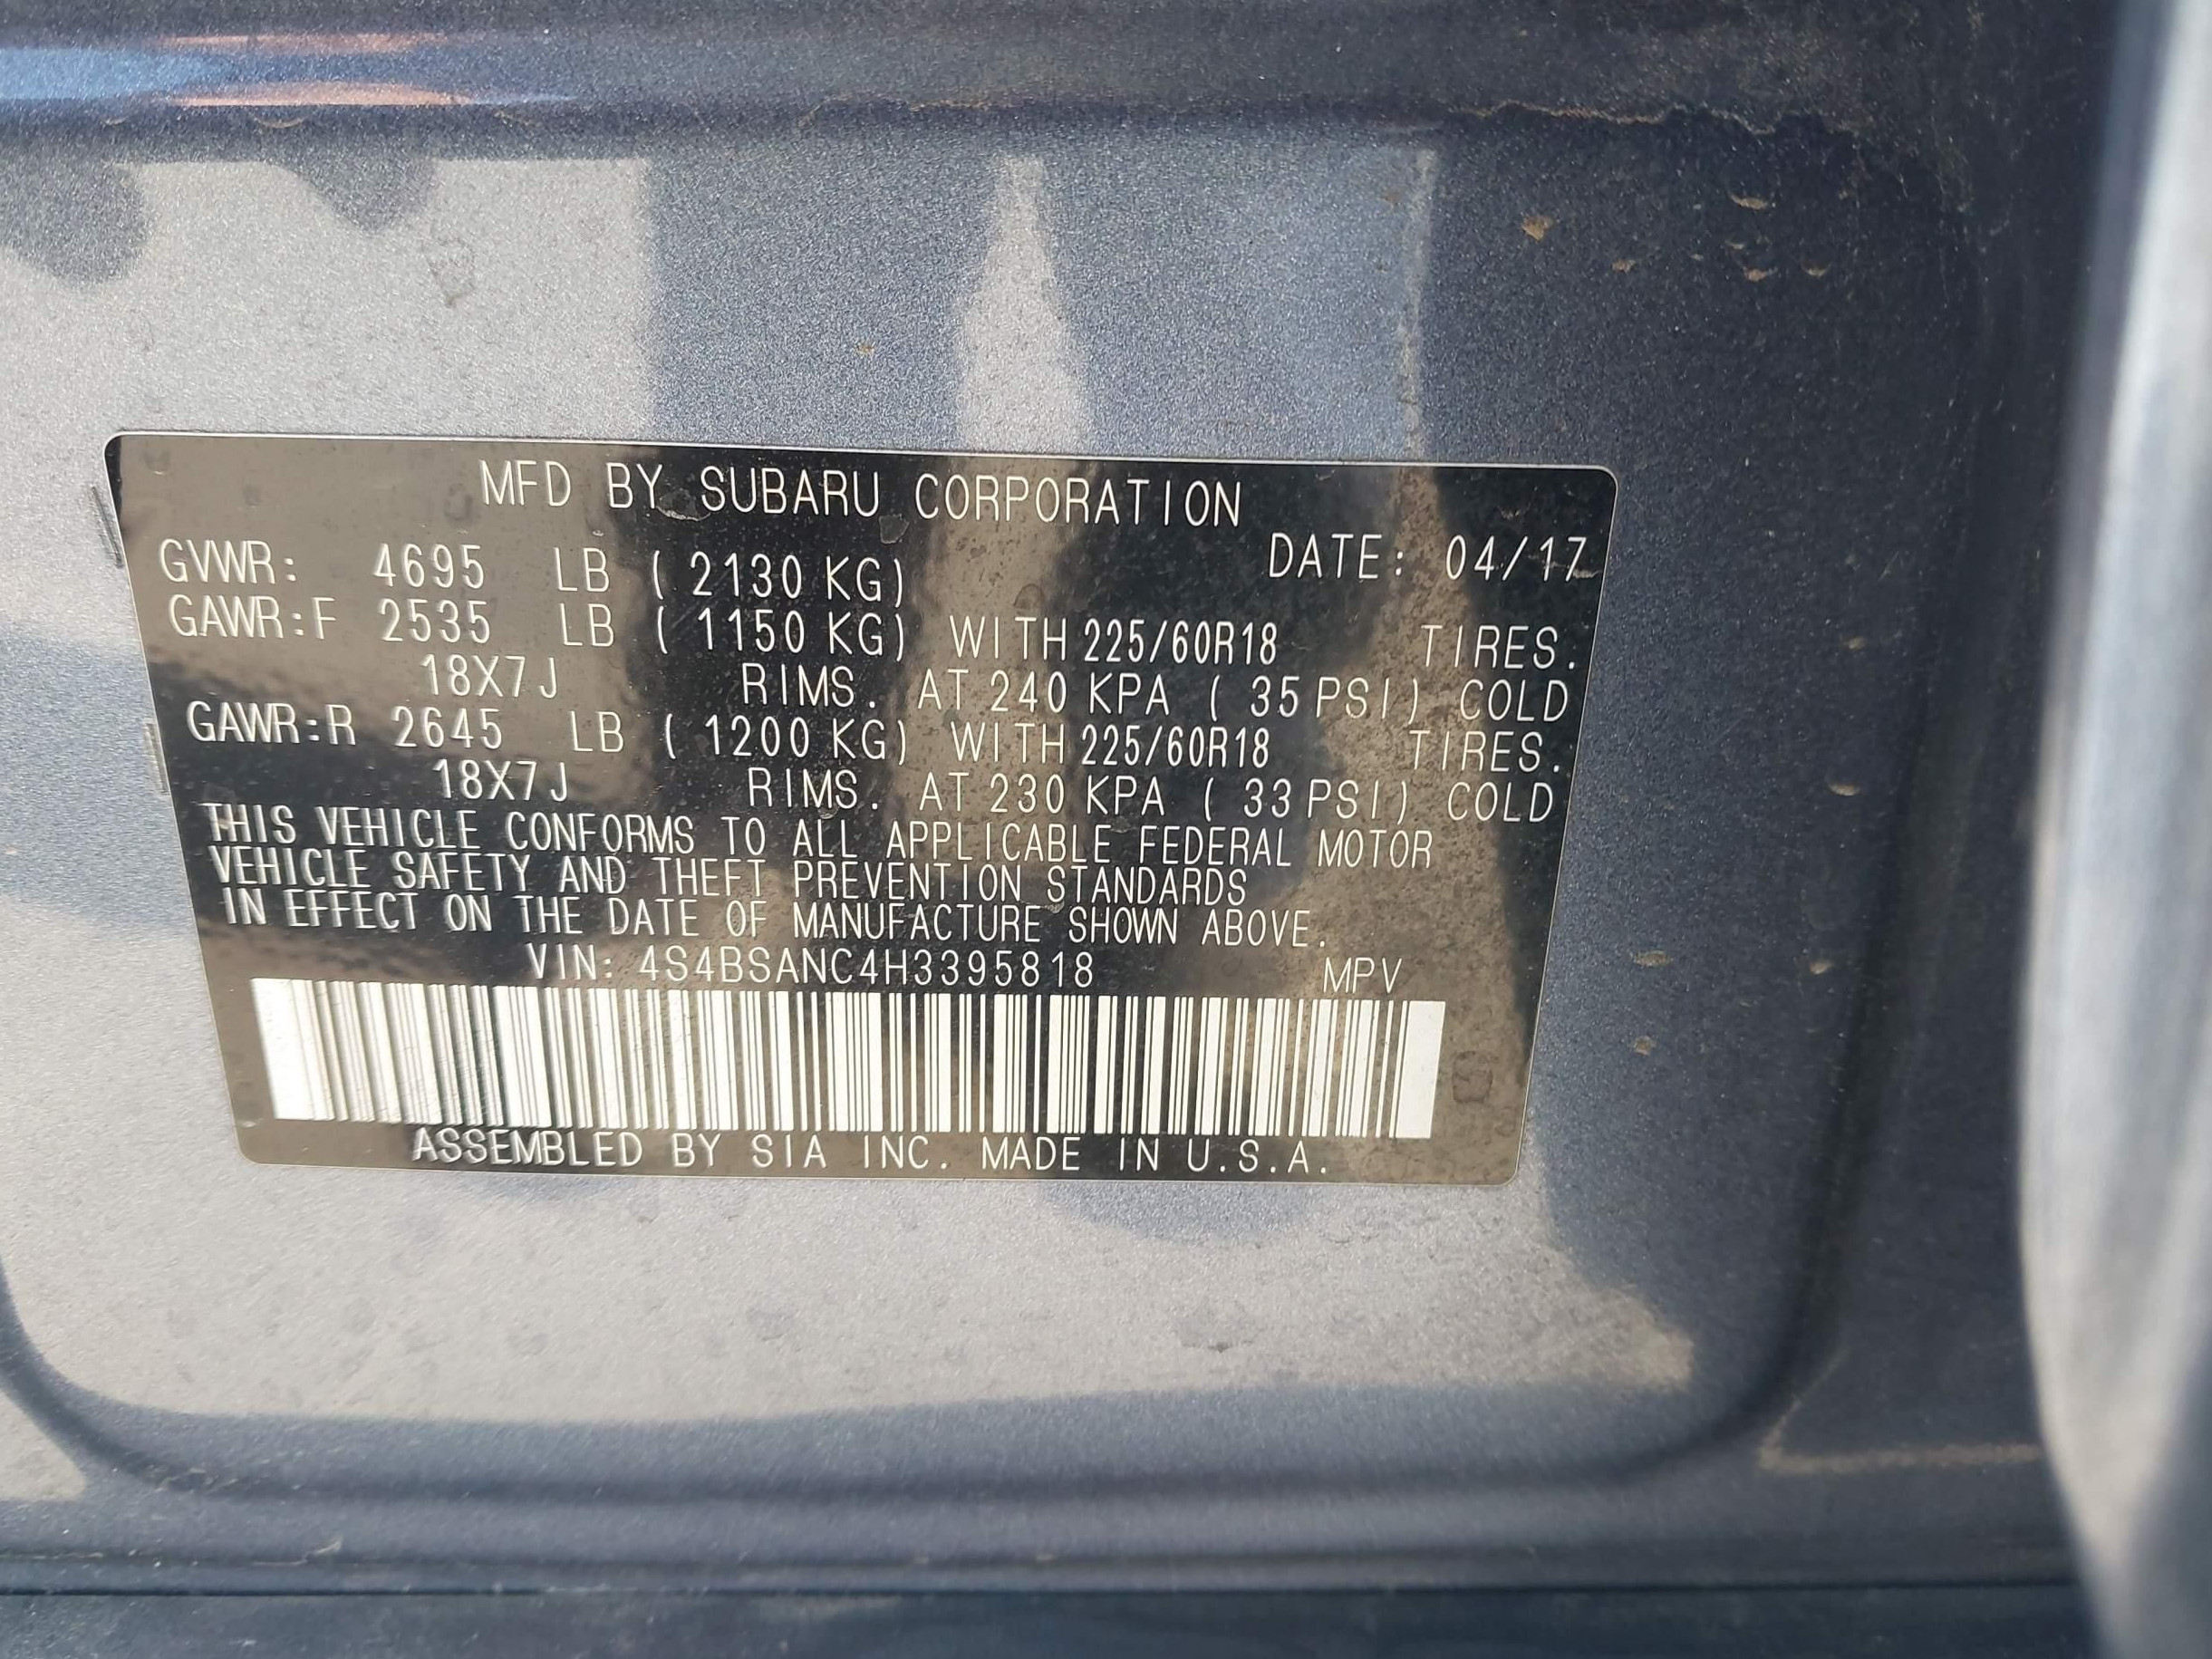 MFD BY SUBARU CORPORATION
DATE: 04/17
GVWR: 4695 LB ( 2130 KG)
GAWR:F 2535 LB ( 1150 KG) WITH 225/60R18 TIRES.
18X7J RIMS. AT 240 KPA ( 35 PSI) COLD
GAWR:R 2645 LB ( 1200 KG) WITH 225/60R18 TIRES.
18X7J RIMS. AT 230 KPA ( 33 PSI) COLD
THIS VEHICLE CONFORMS TO ALL APPLICABLE FEDERAL MOTOR
VEHICLE SAFETY AND THEFT PREVENTION STANDARDS
IN EFFECT ON THE DATE OF MANUFACTURE SHOWN ABOVE.
VIN: 4S4BSANC4H3395818 MPV
ASSEMBLED BY SIA INC. MADE IN U.S.A.